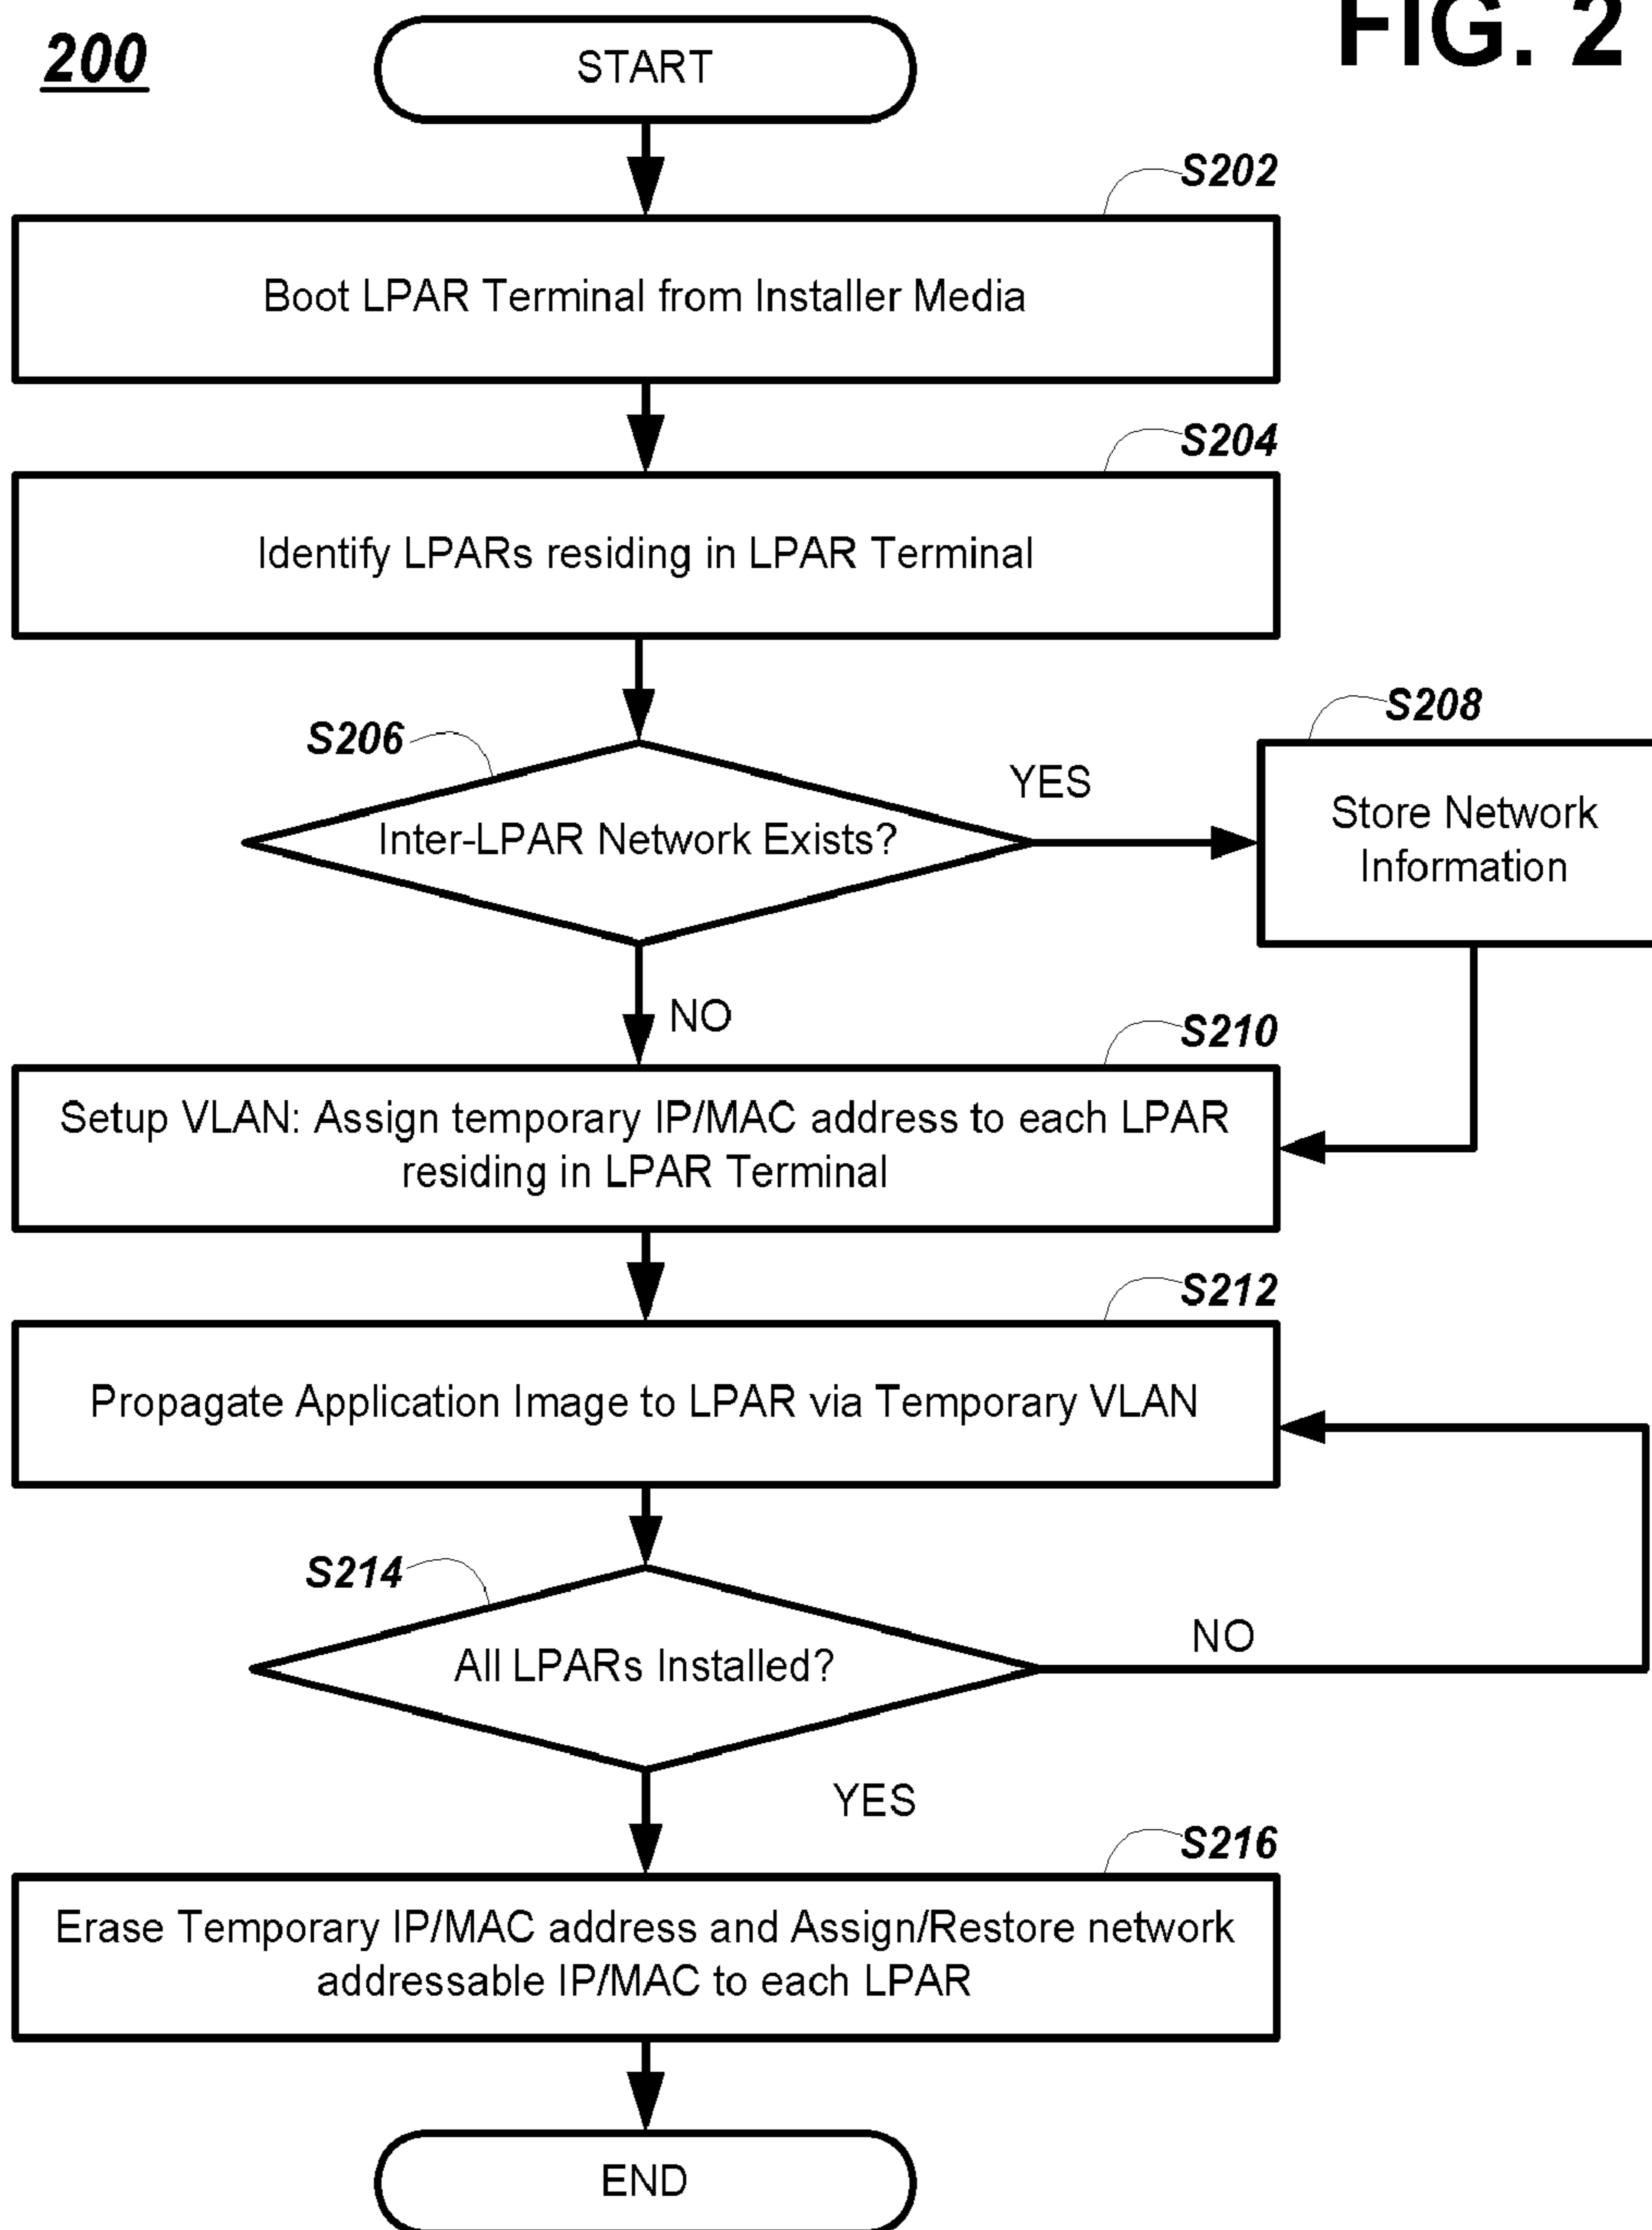 200
FIG. 2
START
S202
Boot LPAR Terminal from Installer Media
S204
Identify LPARs residing in LPAR Terminal
S206
Inter-LPAR Network Exists?
YES
S208
Store Network
Information
NO
S210
Setup VLAN: Assign temporary IP/MAC address to each LPAR
residing in LPAR Terminal
S212
Propagate Application Image to LPAR via Temporary VLAN
S214
All LPARs Installed?
NO
YES
S216
Erase Temporary IP/MAC address and Assign/Restore network
addressable IP/MAC to each LPAR
END